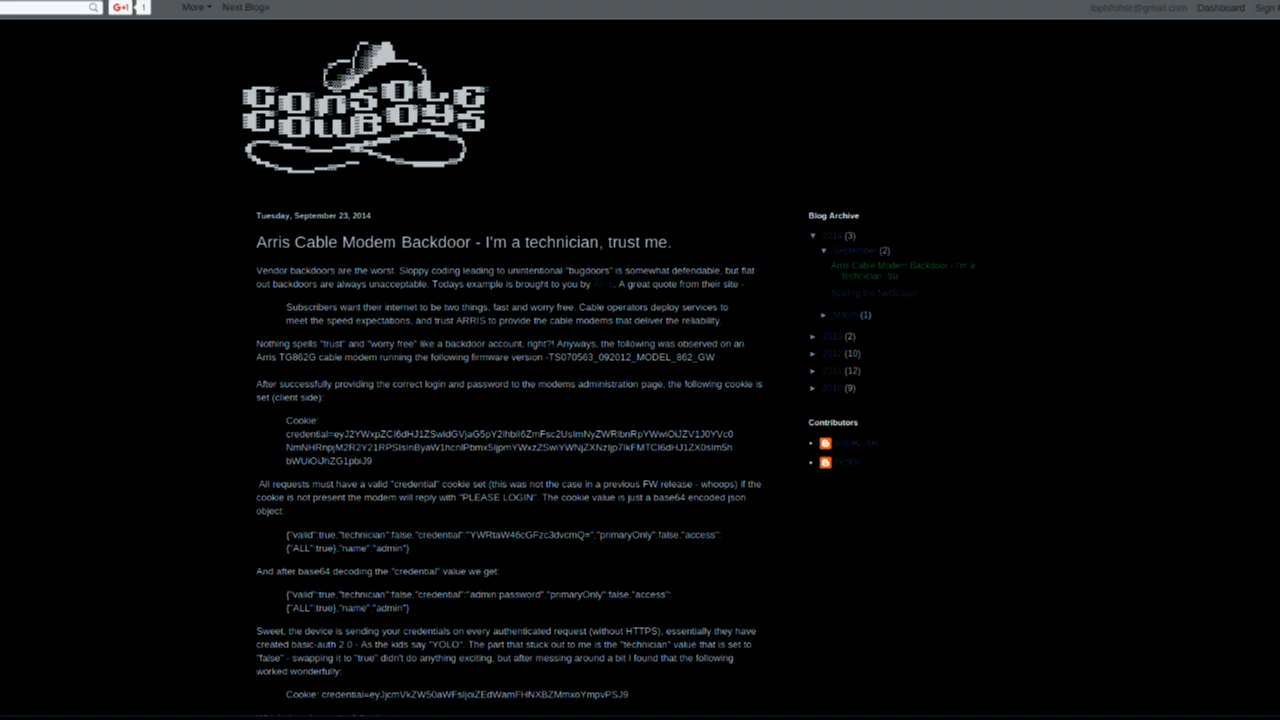 G+1 1 More Next Blog» tophfisher@gmail.com Dashboard Sign
CONSOLE
COWBOYS
Tuesday, September 23, 2014
Arris Cable Modem Backdoor - I'm a technician, trust me.
Vendor backdoors are the worst. Sloppy coding leading to unintentional "bugdoors" is somewhat defendable, but flat
out backdoors are always unacceptable. Todays example is brought to you by Arris. A great quote from their site -
Subscribers want their internet to be two things, fast and worry free. Cable operators deploy services to
meet the speed expectations, and trust ARRIS to provide the cable modems that deliver the reliability.
Nothing spells "trust" and "worry free" like a backdoor account, right?! Anyways, the following was observed on an
Arris TG862G cable modem running the following firmware version -TS070563_092012_MODEL_862_GW
After successfully providing the correct login and password to the modems administration page, the following cookie is
set (client side):
Cookie:
All requests must have a valid "credential" cookie set (this was not the case in a previous FW release - whoops) if the
cookie is not present the modem will reply with "PLEASE LOGIN". The cookie value is just a base64 encoded json
object:
{"valid":true,"technician":false,"credential":"YWRtaW46cGFzc3dvcmQ=","primaryOnly":false,"access":
{"ALL":true},"name":"admin"}
And after base64 decoding the "credential" value we get:
{"valid":true,"technician":false,"credential":"admin:password","primaryOnly":false,"access":
{"ALL":true},"name":"admin"}
Sweet, the device is sending your credentials on every authenticated request (without HTTPS), essentially they have
created basic-auth 2.0 - As the kids say "YOLO". The part that stuck out to me is the "technician" value that is set to
"false" - swapping it to "true" didn't do anything exciting, but after messing around a bit I found that the following
worked wonderfully:
Cookie: credential=eyJjcmVkZW50aWFsIjoiZEdWamFHNXBZMmxoYmpvPSJ9
Blog Archive
▼ 2014 (3)
▼ September (2)
Arris Cable Modem Backdoor - I'm a
technician, tru...
► March (1)
► 2013 (2)
► 2012 (10)
► 2011 (12)
► 2010 (9)
Contributors